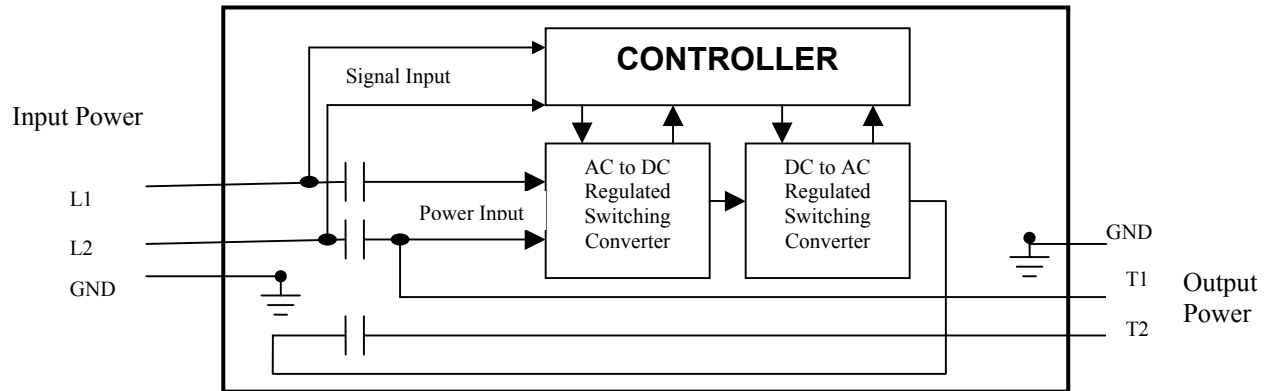 CONTROLLER
Signal Input
Input Power
L1
L2
GND
Power Input
AC to DC
Regulated
Switching
Converter
DC to AC
Regulated
Switching
Converter
GND
T1
T2
Output
Power